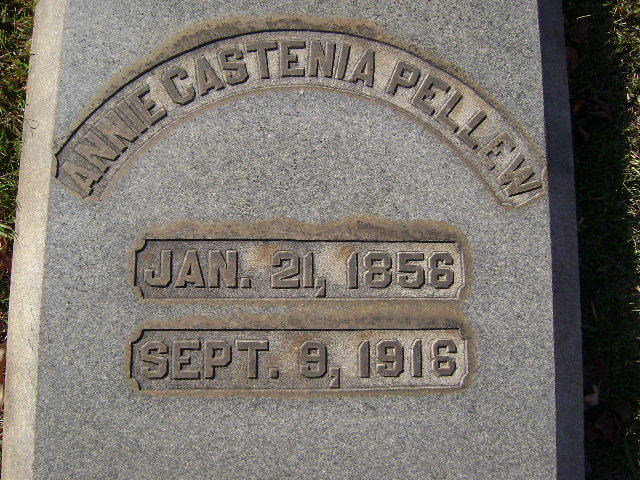 ANNIE CASTENIA PELLEW
JAN. 21, 1856
SEPT. 9, 1916